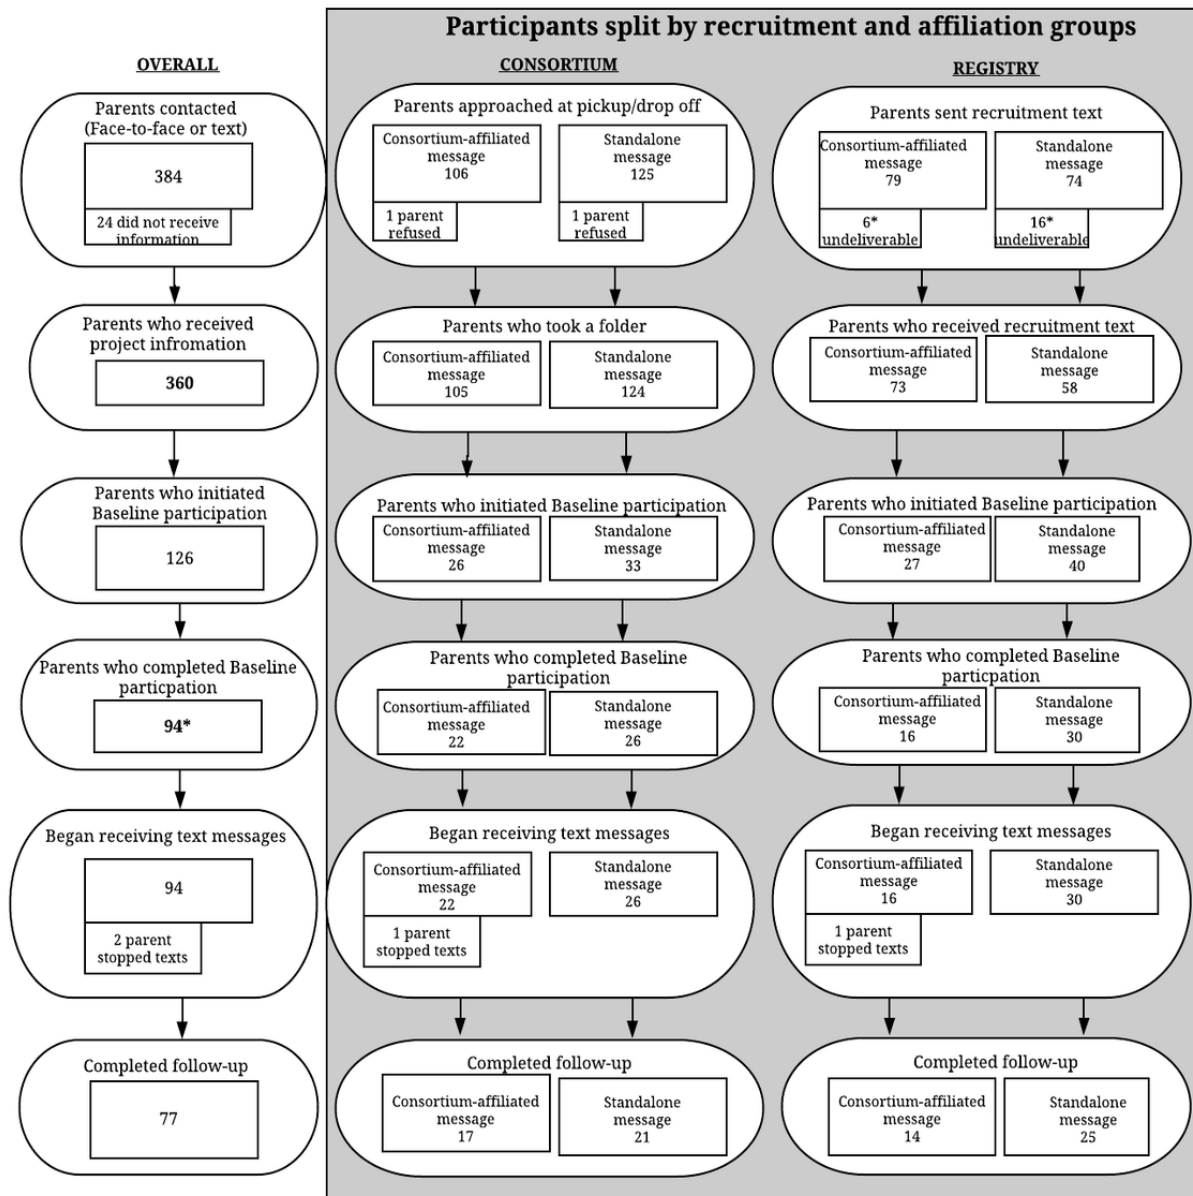 Participants split by recruitment and affiliation groups
OVERALL
Parents contacted
(Face-to-face or text)
384
24 did not receive
information
Parents who received
project infromation
360
Parents who initiated
Baseline participation
126
Parents who completed Baseline
particpation
94*
Began receiving text messages
94
2 parent
stopped texts
Completed follow-up
77
CONSORTIUM
Parents approached at pickup/drop off
Consortium-affiliated
message
106
1 parent
refused
Standalone
message
125
1 parent
refused
Parents who took a folder
Consortium-affiliated
message
105
Standalone
message
124
Parents who initiated Baseline participation
Consortium-affiliated
message
26
Standalone
message
33
Parents who completed Baseline
participation
Consortium-affiliated
message
22
Standalone
message
26
Began receiving text messages
Consortium-affiliated
message
22
1 parent
stopped texts
Standalone
message
26
Completed follow-up
Consortium-affiliated
message
17
Standalone
message
21
REGISTRY
Parents sent recruitment text
Consortium-affiliated
message
79
6*
undeliverable
Standalone
message
74
16*
undeliverable
Parents who received recruitment text
Consortium-affiliated
message
73
Standalone
message
58
Parents who initiated Baseline participation
Consortium-affiliated
message
27
Standalone
message
40
Parents who completed Baseline
particpation
Consortium-affiliated
message
16
Standalone
message
30
Began receiving text messages
Consortium-affiliated
message
16
1 parent
stopped texts
Standalone
message
30
Completed follow-up
Consortium-affiliated
message
14
Standalone
message
25